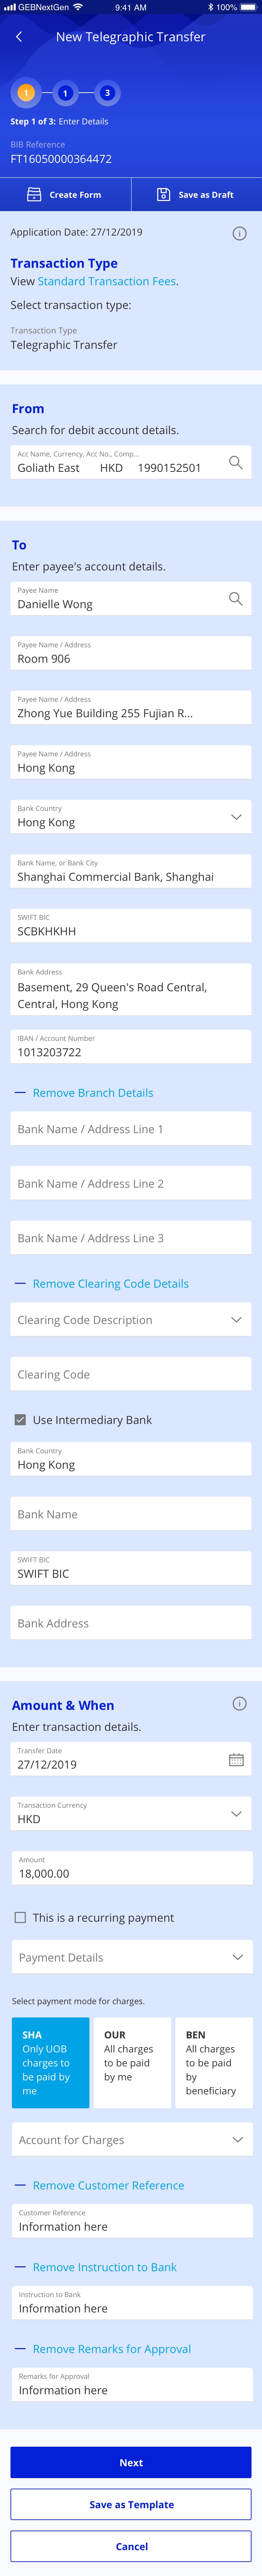 GEBNextGen 9:41 AM 100%
New Telegraphic Transfer
1 1 3
Step 1 of 3: Enter Details
BIB Reference
FT16050000364472
Create Form Save as Draft
Application Date: 27/12/2019
Transaction Type
View Standard Transaction Fees.
Select transaction type:
Transaction Type
Telegraphic Transfer
From
Search for debit account details.
Acc Name, Currency, Acc No., Comp...
Goliath East HKD 1990152501
To
Enter payee's account details.
Payee Name
Danielle Wong
Payee Name / Address
Room 906
Payee Name / Address
Zhong Yue Building 255 Fujian R...
Payee Name / Address
Hong Kong
Bank Country
Hong Kong
Bank Name, or Bank City
Shanghai Commercial Bank, Shanghai
SWIFT BIC
SCBKHKHH
Bank Address
Basement, 29 Queen's Road Central,
Central, Hong Kong
IBAN / Account Number
1013203722
Remove Branch Details
Bank Name / Address Line 1
Bank Name / Address Line 2
Bank Name / Address Line 3
Remove Clearing Code Details
Clearing Code Description
Clearing Code
Use Intermediary Bank
Bank Country
Hong Kong
Bank Name
SWIFT BIC
SWIFT BIC
Bank Address
Amount & When
Enter transaction details.
Transfer Date
27/12/2019
Transaction Currency
HKD
Amount
18,000.00
This is a recurring payment
Payment Details
Select payment mode for charges.
SHA
Only UOB
charges to
be paid by
me
OUR
All charges
to be paid
by me
BEN
All charges
to be paid
by
beneficiary
Account for Charges
Remove Customer Reference
Customer Reference
Information here
Remove Instruction to Bank
Instruction to Bank
Information here
Remove Remarks for Approval
Remarks for Approval
Information here
Next
Save as Template
Cancel